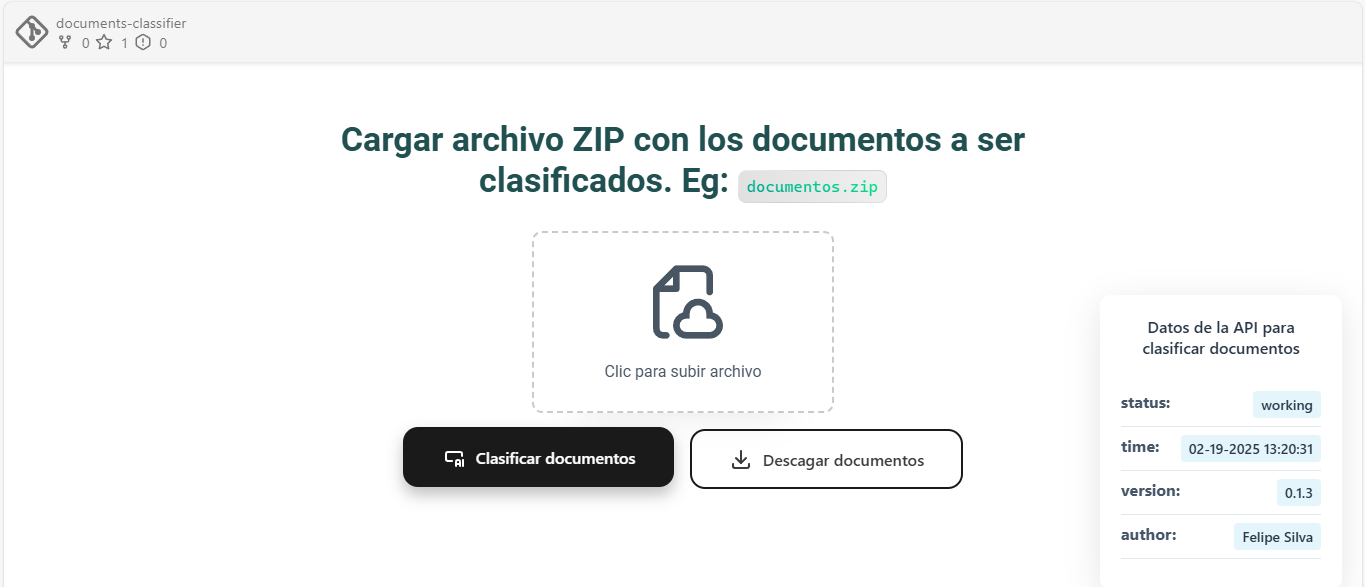 documents-classifier
0 1 0
Cargar archivo ZIP con los documentos a ser
clasificados. Eg: documentos.zip
Clic para subir archivo
Clasificar documentos
Descagar documentos
Datos de la API para
clasificar documentos
status: working
time: 02-19-2025 13:20:31
version: 0.1.3
author: Felipe Silva